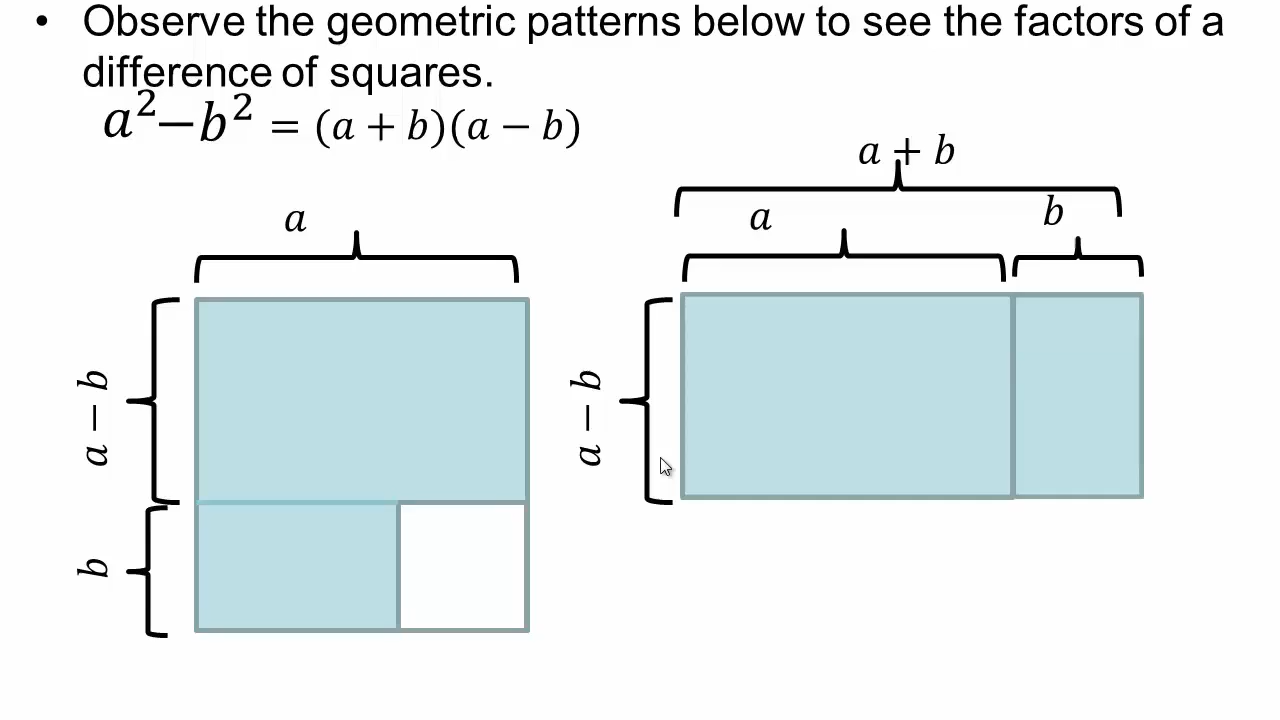 • Observe the geometric patterns below to see the factors of a
difference of squares.
a²−b² = (a + b)(a − b)
a + b
a
a
b
a − b
a − b
b